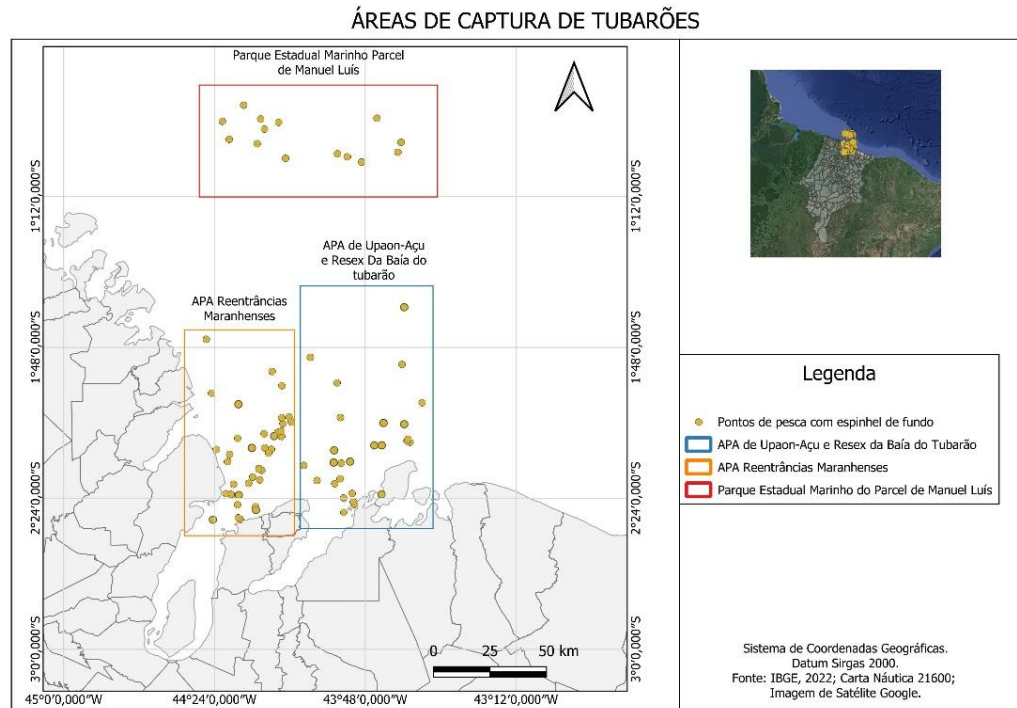 ÁREAS DE CAPTURA DE TUBARÕES
Parque Estadual Marinho Parcel
de Manuel Luís
1°12'0,000"S
1°12'0,000"S
APA de Upaon-Açu
e Resex Da Baía do
tubarão
APA Reentrâncias
Maranhenses
1°48'0,000"S
1°48'0,000"S
2°24'0,000"S
2°24'0,000"S
0 25 50 km
3°0'0,000"S
3°0'0,000"S
45°0'0,000"W 44°24'0,000"W 43°48'0,000"W 43°12'0,000"W
Legenda
Pontos de pesca com espinhel de fundo
APA de Upaon-Açu e Resex da Baía do Tubarão
APA Reentrâncias Maranhenses
Parque Estadual Marinho do Parcel de Manuel Luís
Sistema de Coordenadas Geográficas.
Datum Sirgas 2000.
Fonte: IBGE, 2022; Carta Náutica 21600;
Imagem de Satélite Google.